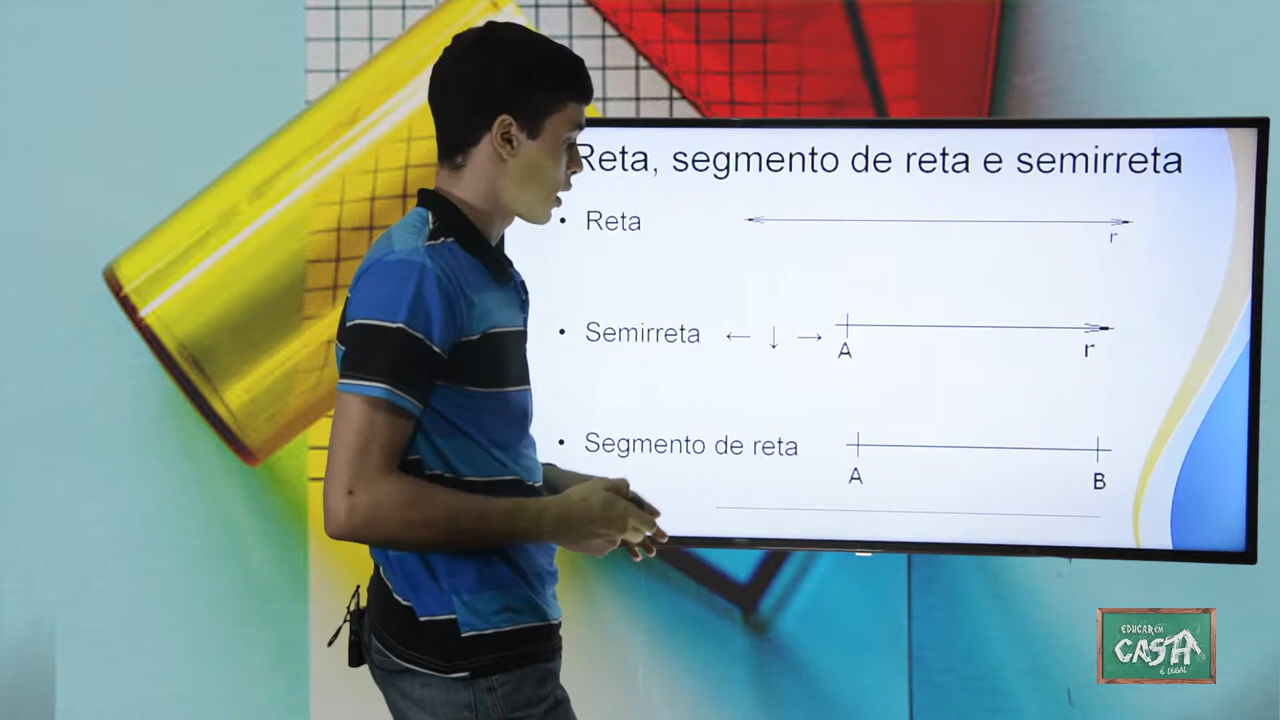 Reta, segmento de reta e semirreta
• Reta
r
• Semirreta ← ↓ →
A
r
• Segmento de reta
A
B
EDUCAR EM
CASA
É LEGAL